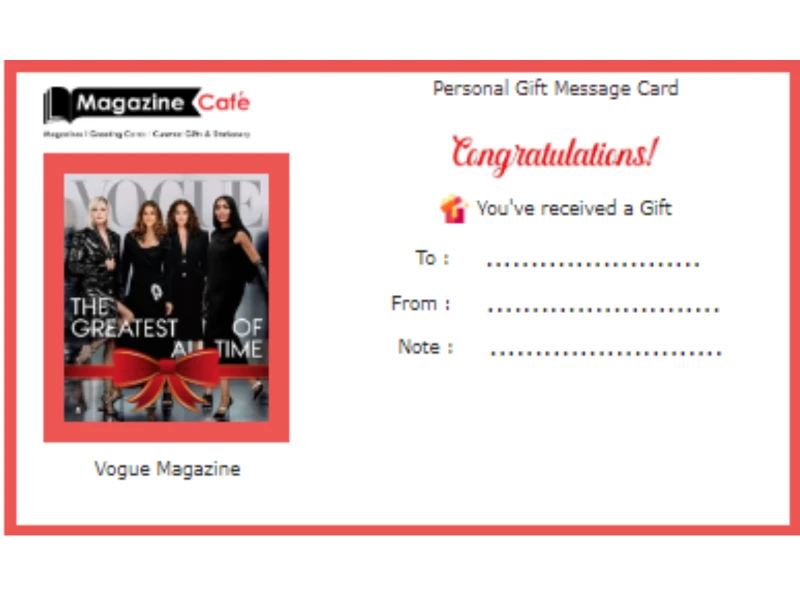 Magazine Café
Magazines | Greeting Cards | Curated Gifts & Stationery
VOGUE
THE
GREATEST OF
ALL TIME
Vogue Magazine
Personal Gift Message Card
Congratulations!
You've received a Gift
To : ........................
From : ..........................
Note : ..........................